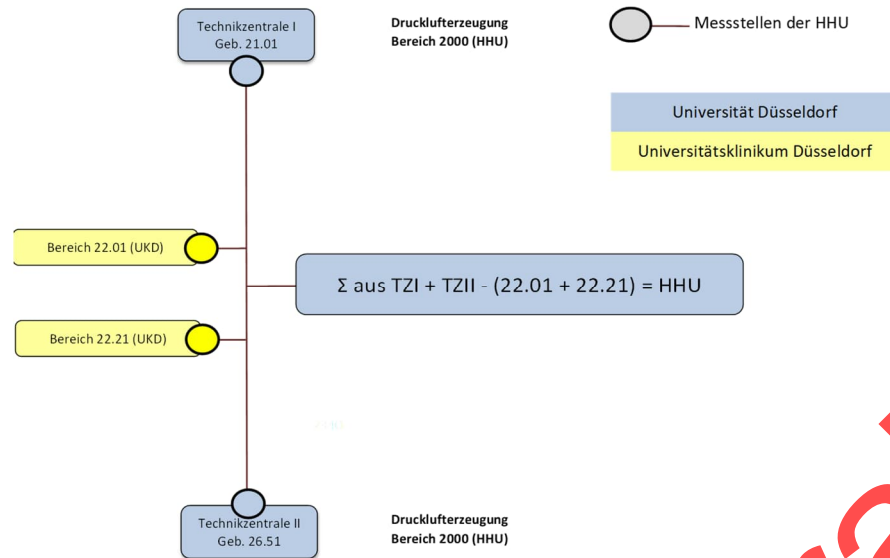 Technikzentrale I
Geb. 21.01
Drucklufterzeugung
Bereich 2000 (HHU)
Messstellen der HHU
Universität Düsseldorf
Universitätsklinikum Düsseldorf
Bereich 22.01 (UKD)
Σ aus TZI + TZII - (22.01 + 22.21) = HHU
Bereich 22.21 (UKD)
Technikzentrale II
Geb. 26.51
Drucklufterzeugung
Bereich 2000 (HHU)